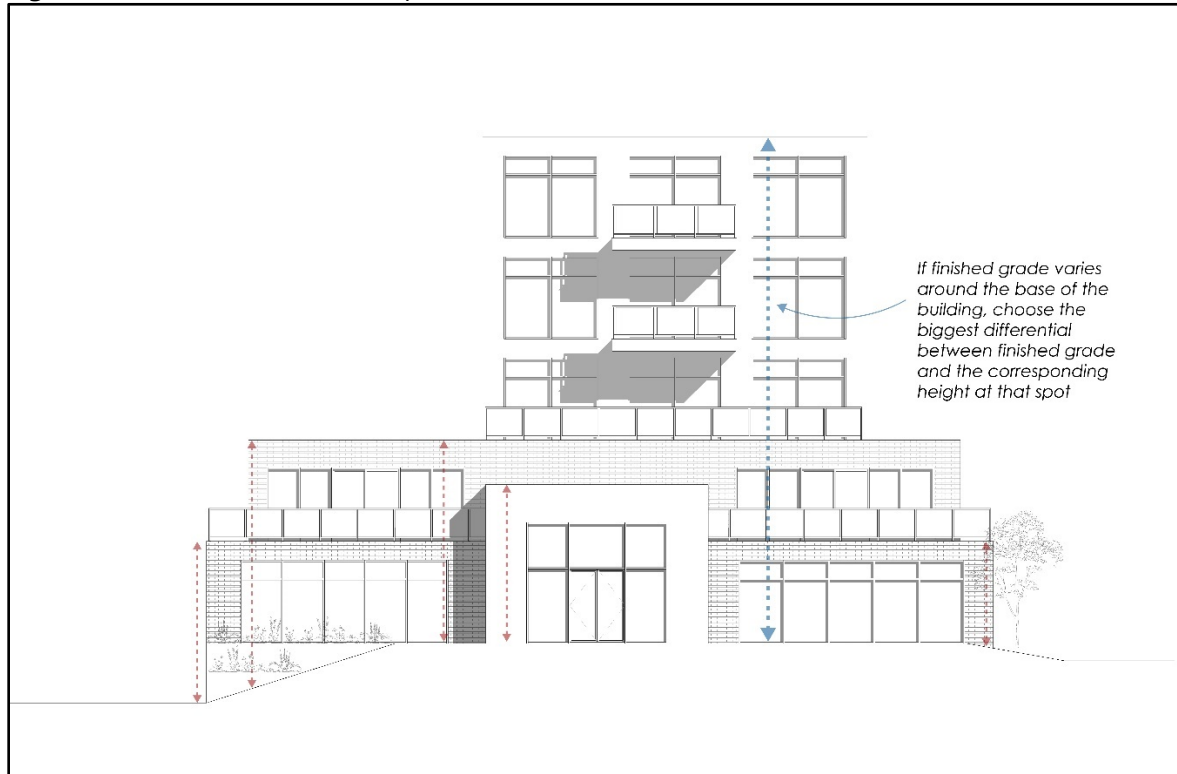 If finished grade varies
around the base of the
building, choose the
biggest differential
between finished grade
and the corresponding
height at that spot